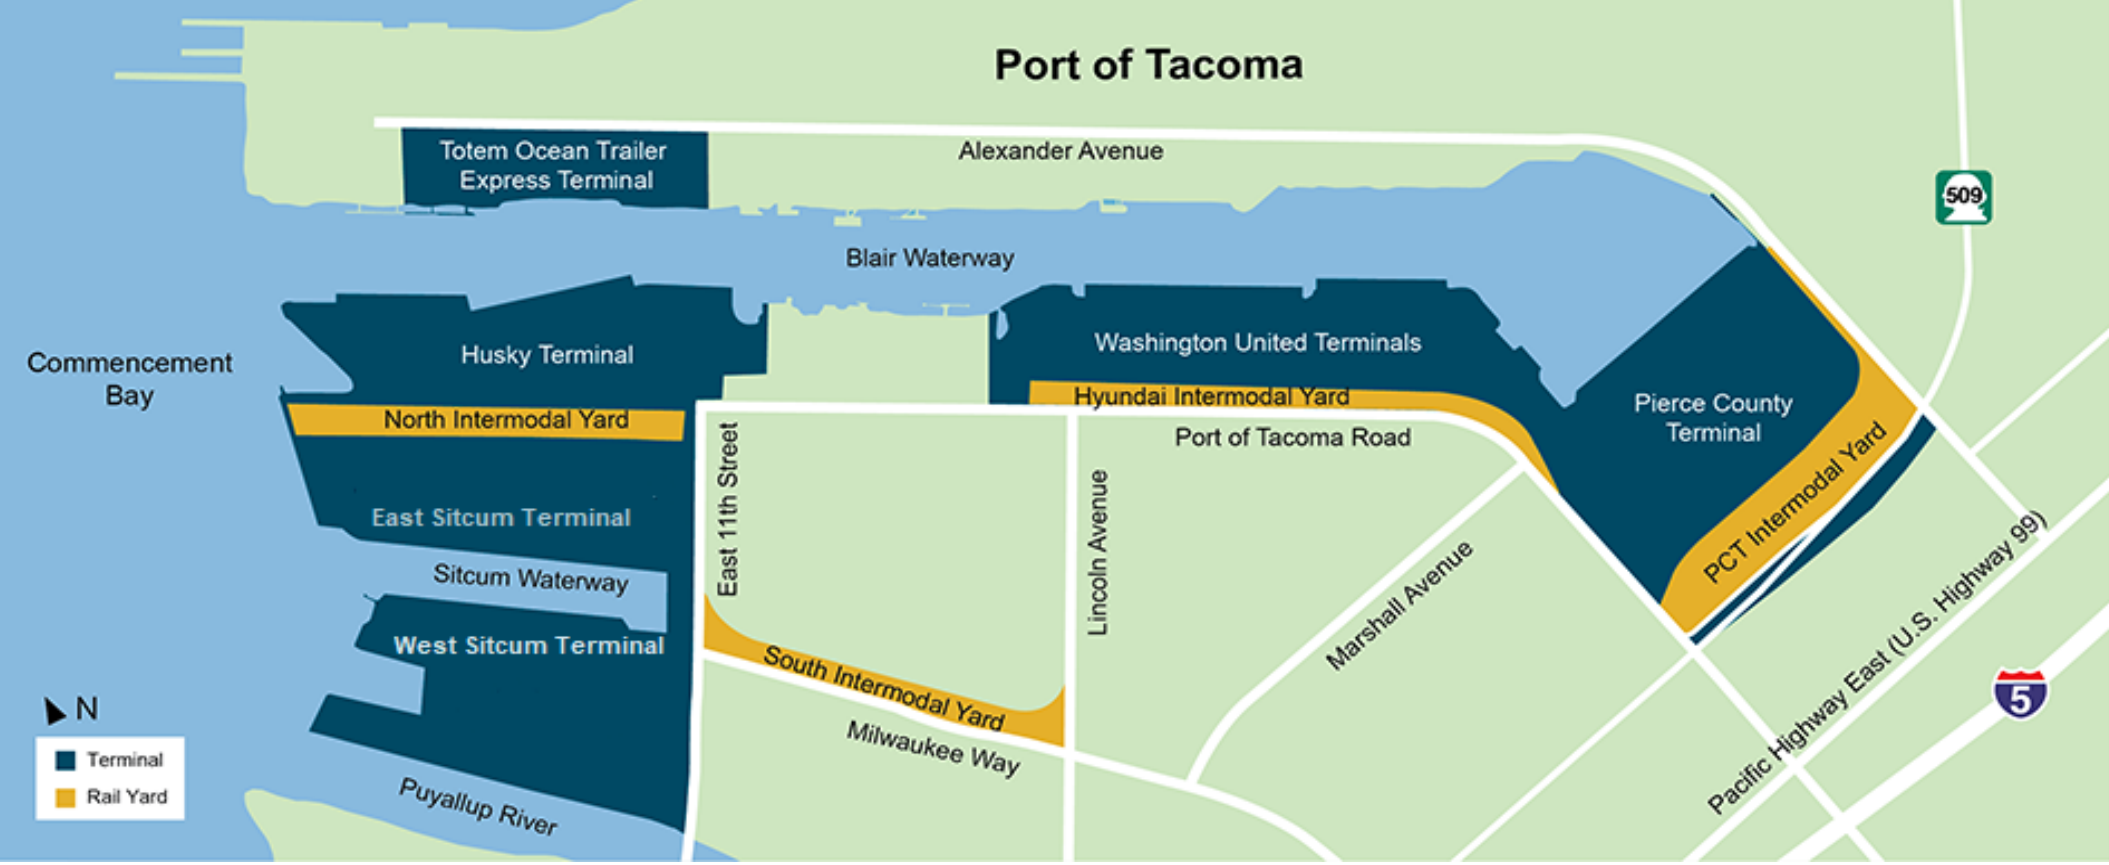 Port of Tacoma
Totem Ocean Trailer
Express Terminal
Alexander Avenue
509
Blair Waterway
Commencement
Bay
Husky Terminal
Washington United Terminals
North Intermodal Yard
Hyundai Intermodal Yard
Pierce County
Terminal
Port of Tacoma Road
East 11th Street
Lincoln Avenue
Marshall Avenue
PCT Intermodal Yard
East Sitcum Terminal
Sitcum Waterway
West Sitcum Terminal
South Intermodal Yard
Milwaukee Way
Pacific Highway East (U.S. Highway 99)
5
N
Terminal
Rail Yard
Puyallup River